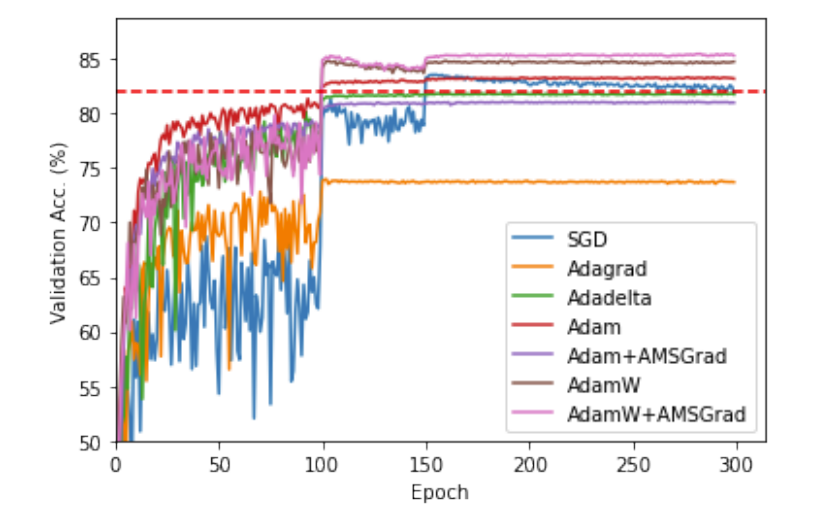 85
80
75
70
65
60
55
50
Validation Acc. (%)
SGD
Adagrad
Adadelta
Adam
Adam+AMSGrad
AdamW
AdamW+AMSGrad
0 50 100 150 200 250 300
Epoch